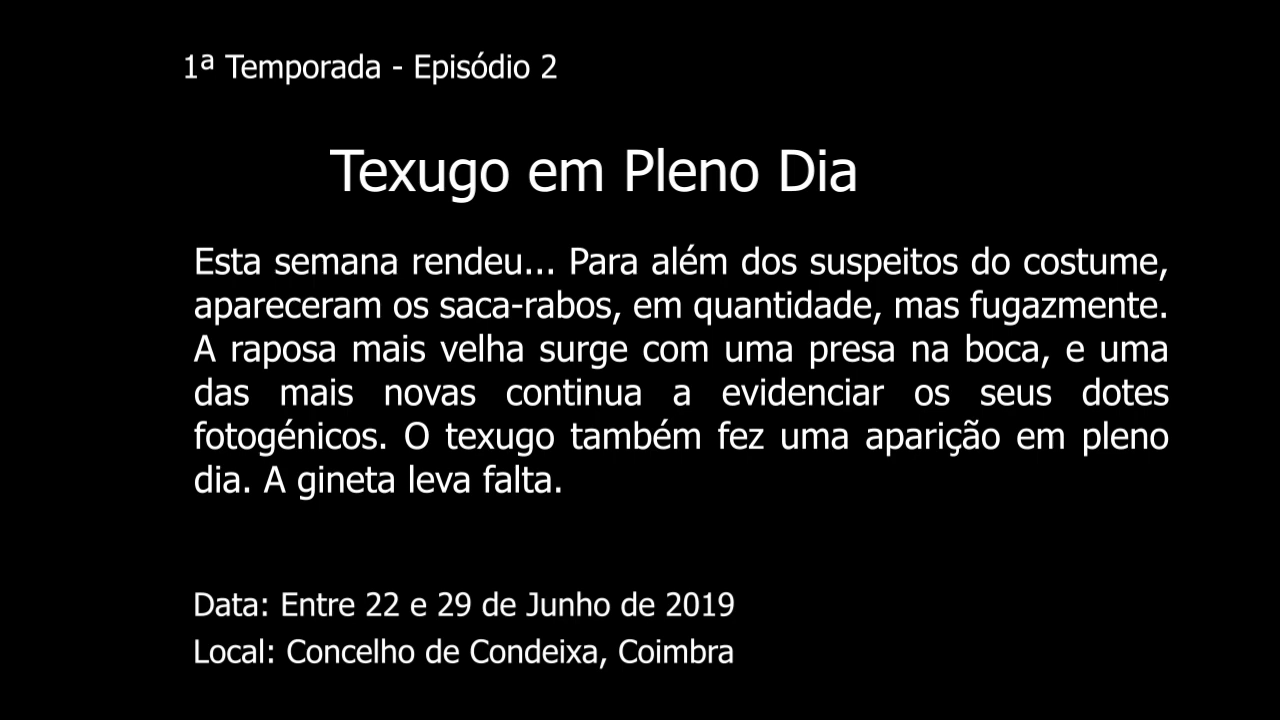 1ª Temporada - Episódio 2
Texugo em Pleno Dia
Esta semana rendeu... Para além dos suspeitos do costume,
apareceram os saca-rabos, em quantidade, mas fugazmente.
A raposa mais velha surge com uma presa na boca, e uma
das mais novas continua a evidenciar os seus dotes
fotogénicos. O texugo também fez uma aparição em pleno
dia. A gineta leva falta.
Data: Entre 22 e 29 de Junho de 2019
Local: Concelho de Condeixa, Coimbra